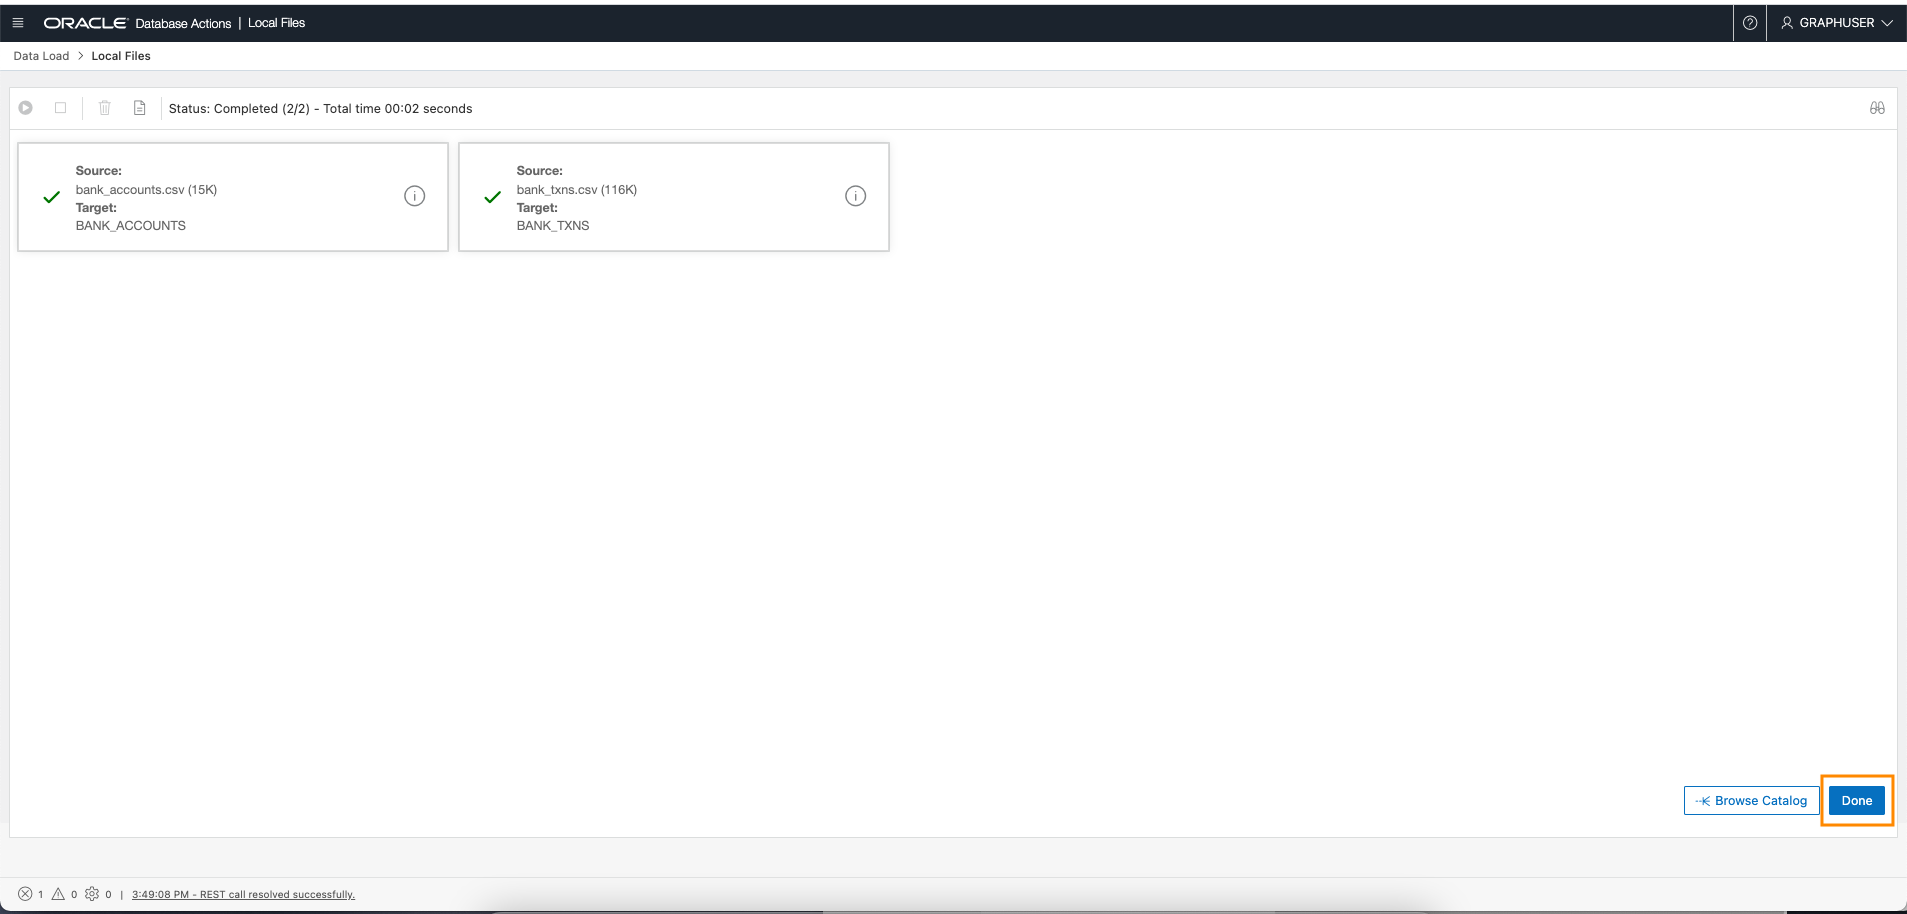 ORACLE Database Actions | Local Files
GRAPHUSER
Data Load > Local Files
Status: Completed (2/2) - Total time 00:02 seconds
Source:
bank_accounts.csv (15K)
Target:
BANK_ACCOUNTS
Source:
bank_txns.csv (116K)
Target:
BANK_TXNS
Browse Catalog
Done
1 0 0 | 3:49:08 PM - REST call resolved successfully.